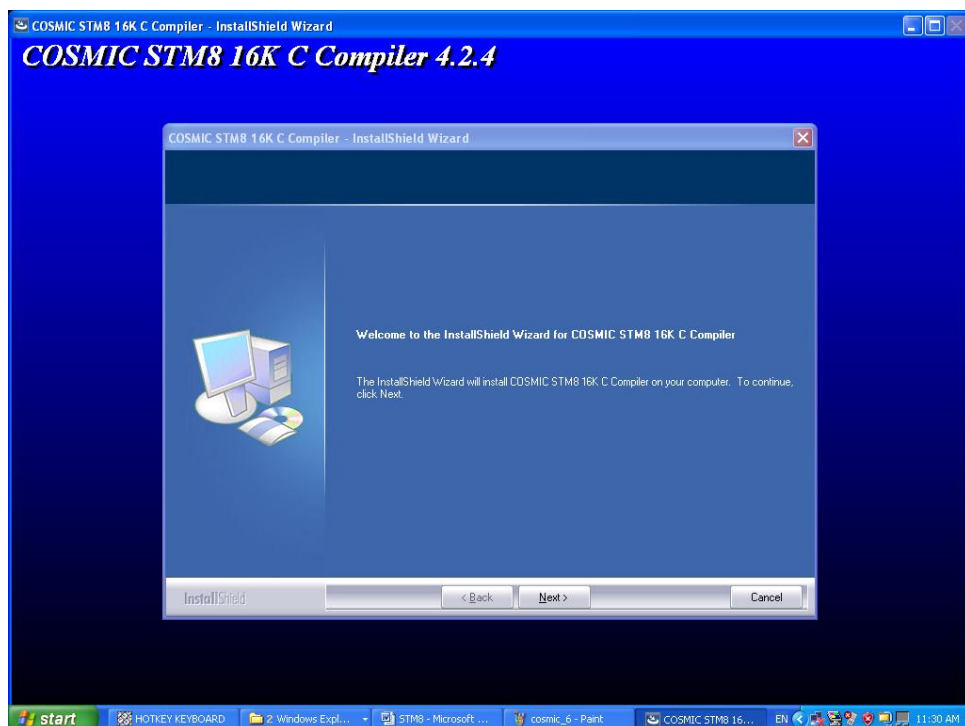 COSMIC STM8 16K C Compiler - InstallShield Wizard
COSMIC STM8 16K C Compiler 4.2.4
COSMIC STM8 16K C Compiler - InstallShield Wizard
Welcome to the InstallShield Wizard for COSMIC STM8 16K C Compiler
The InstallShield Wizard will install COSMIC STM8 16K C Compiler on your computer. To continue,
click Next.
InstallShield
< Back Next > Cancel
start HOTKEY KEYBOARD 2 Windows Expl... STM8 - Microsoft ... cosmic_6 - Paint COSMIC STM8 16... EN 11:30 AM